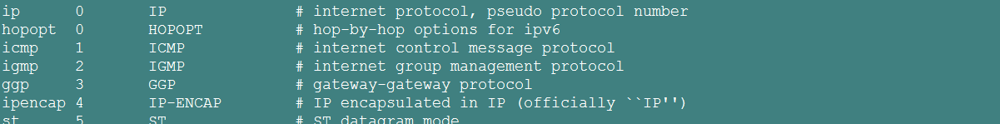 ip 0 IP # internet protocol, pseudo protocol number
hopopt 0 HOPOPT # hop-by-hop options for ipv6
icmp 1 ICMP # internet control message protocol
igmp 2 IGMP # internet group management protocol
ggp 3 GGP # gateway-gateway protocol
ipencap 4 IP-ENCAP # IP encapsulated in IP (officially ``IP'')
st 5 ST # ST datagram mode